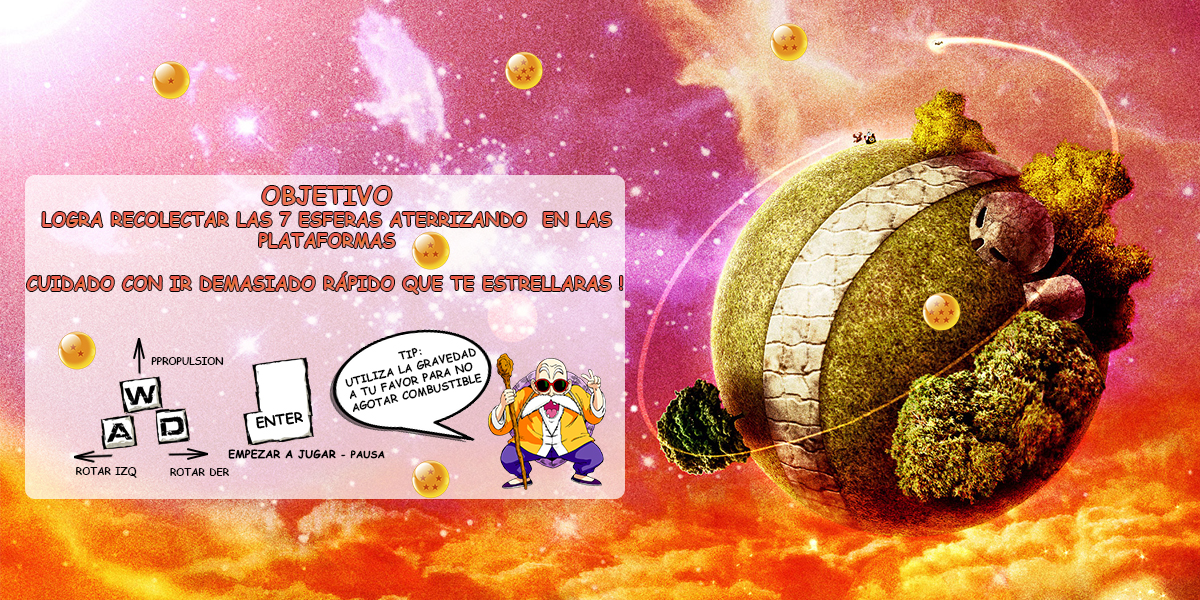 OBJETIVO
LOGRA RECOLECTAR LAS 7 ESFERAS ATERRIZANDO EN LAS
PLATAFORMAS
CUIDADO CON IR DEMASIADO RÁPIDO QUE TE ESTRELLARAS !
PPROPULSION
W
A D
ROTAR IZQ
ROTAR DER
ENTER
EMPEZAR A JUGAR - PAUSA
TIP:
UTILIZA LA GRAVEDAD
A TU FAVOR PARA NO
AGOTAR COMBUSTIBLE